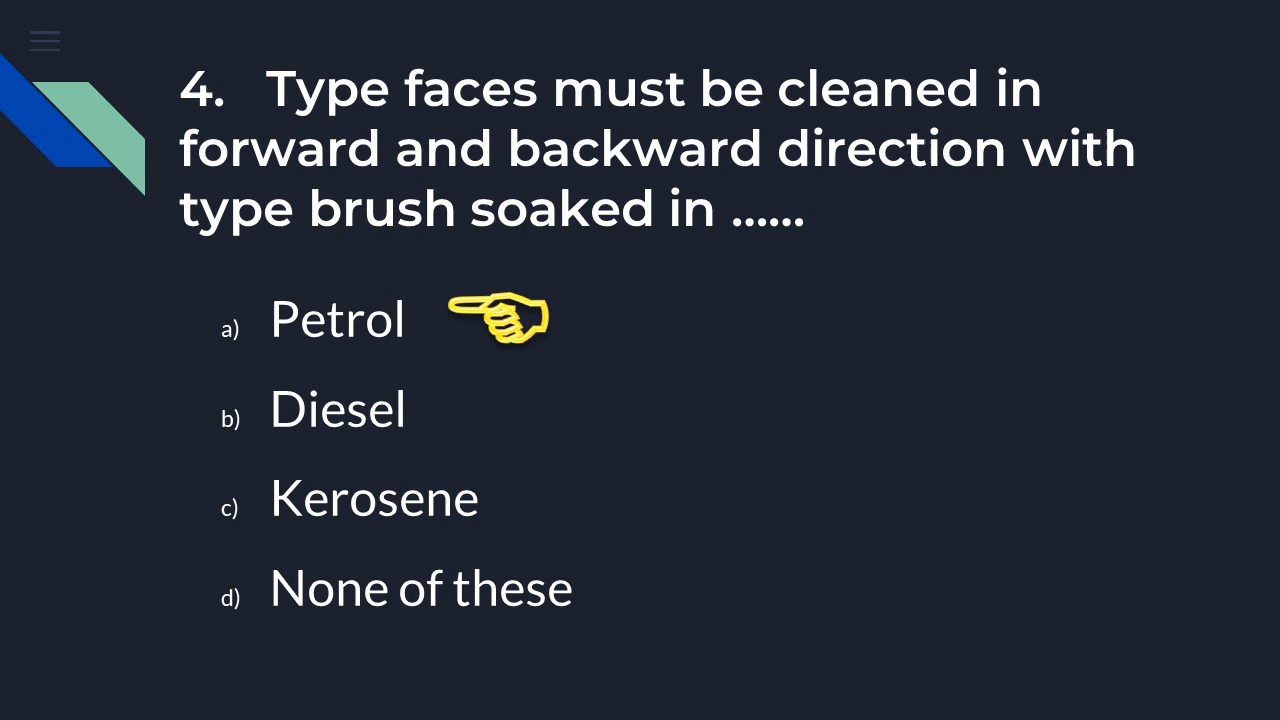 4. Type faces must be cleaned in
forward and backward direction with
type brush soaked in ......
a) Petrol
b) Diesel
c) Kerosene
d) None of these